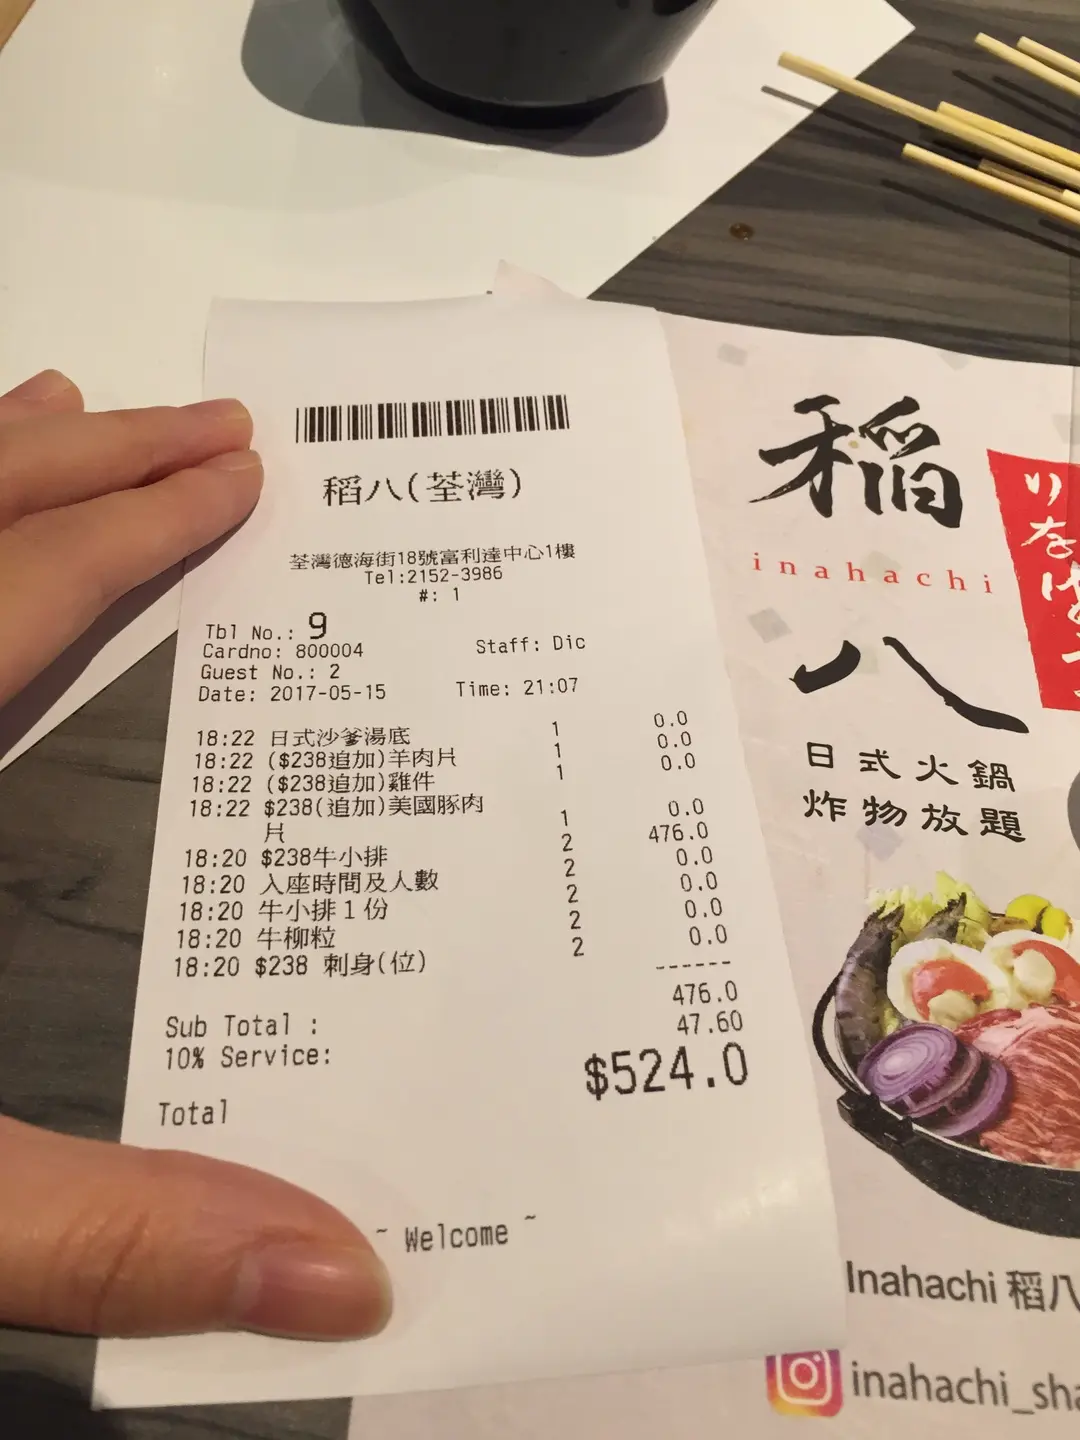 稻八(荃灣)
荃灣德海街18號富利達中心1樓
Tel:2152-3986
#: 1
Tbl No.: 9
Cardno: 800004 Staff: Dic
Guest No.: 2
Date: 2017-05-15 Time: 21:07
18:22 日式沙爹湯底 1 0.0
18:22 ($238追加)羊肉片 1 0.0
18:22 ($238追加)雞件 1 0.0
18:22 $238(追加)美國豚肉
片 1 0.0
18:20 $238牛小排 2 476.0
18:20 入座時間及人數 2 0.0
18:20 牛小排1份 2 0.0
18:20 牛柳粒 2 0.0
18:20 $238 刺身(位) 2 0.0
------
Sub Total : 476.0
10% Service: 47.60
Total $524.0
~ Welcome ~
稻
inahachi
八
日式火鍋
炸物放題
Inahachi 稻八
inahachi_sha